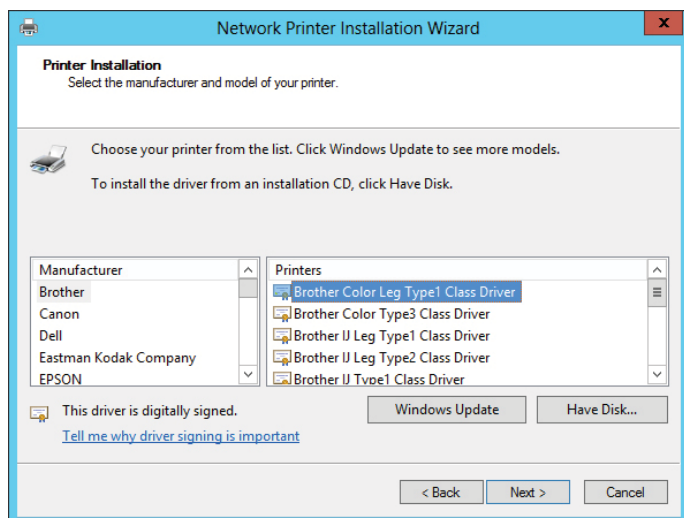 Network Printer Installation Wizard
x
Printer Installation
Select the manufacturer and model of your printer.
Choose your printer from the list. Click Windows Update to see more models.
To install the driver from an installation CD, click Have Disk.
Manufacturer
Brother
Canon
Dell
Eastman Kodak Company
EPSON
Printers
Brother Color Leg Type1 Class Driver
Brother Color Type3 Class Driver
Brother IJ Leg Type1 Class Driver
Brother IJ Leg Type2 Class Driver
Brother IJ Type1 Class Driver
This driver is digitally signed.
Tell me why driver signing is important
Windows Update
Have Disk...
< Back
Next >
Cancel